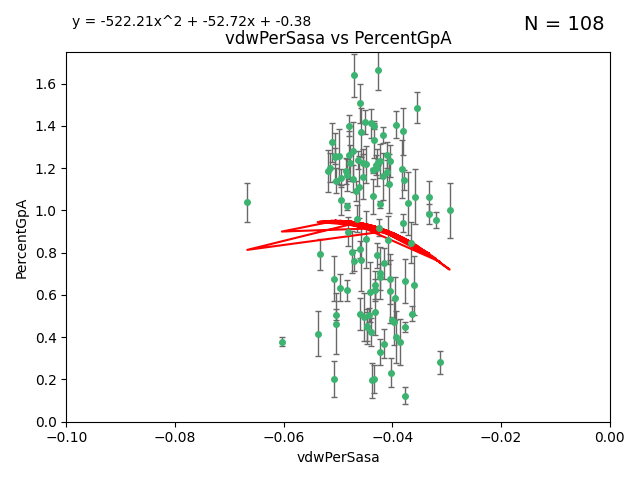 y = -522.21x^2 + -52.72x + -0.38
N = 108
vdwPerSasa vs PercentGpA
PercentGpA
1.6
1.4
1.2
1.0
0.8
0.6
0.4
0.2
0.0
−0.10 −0.08 −0.06 −0.04 −0.02 0.00
vdwPerSasa